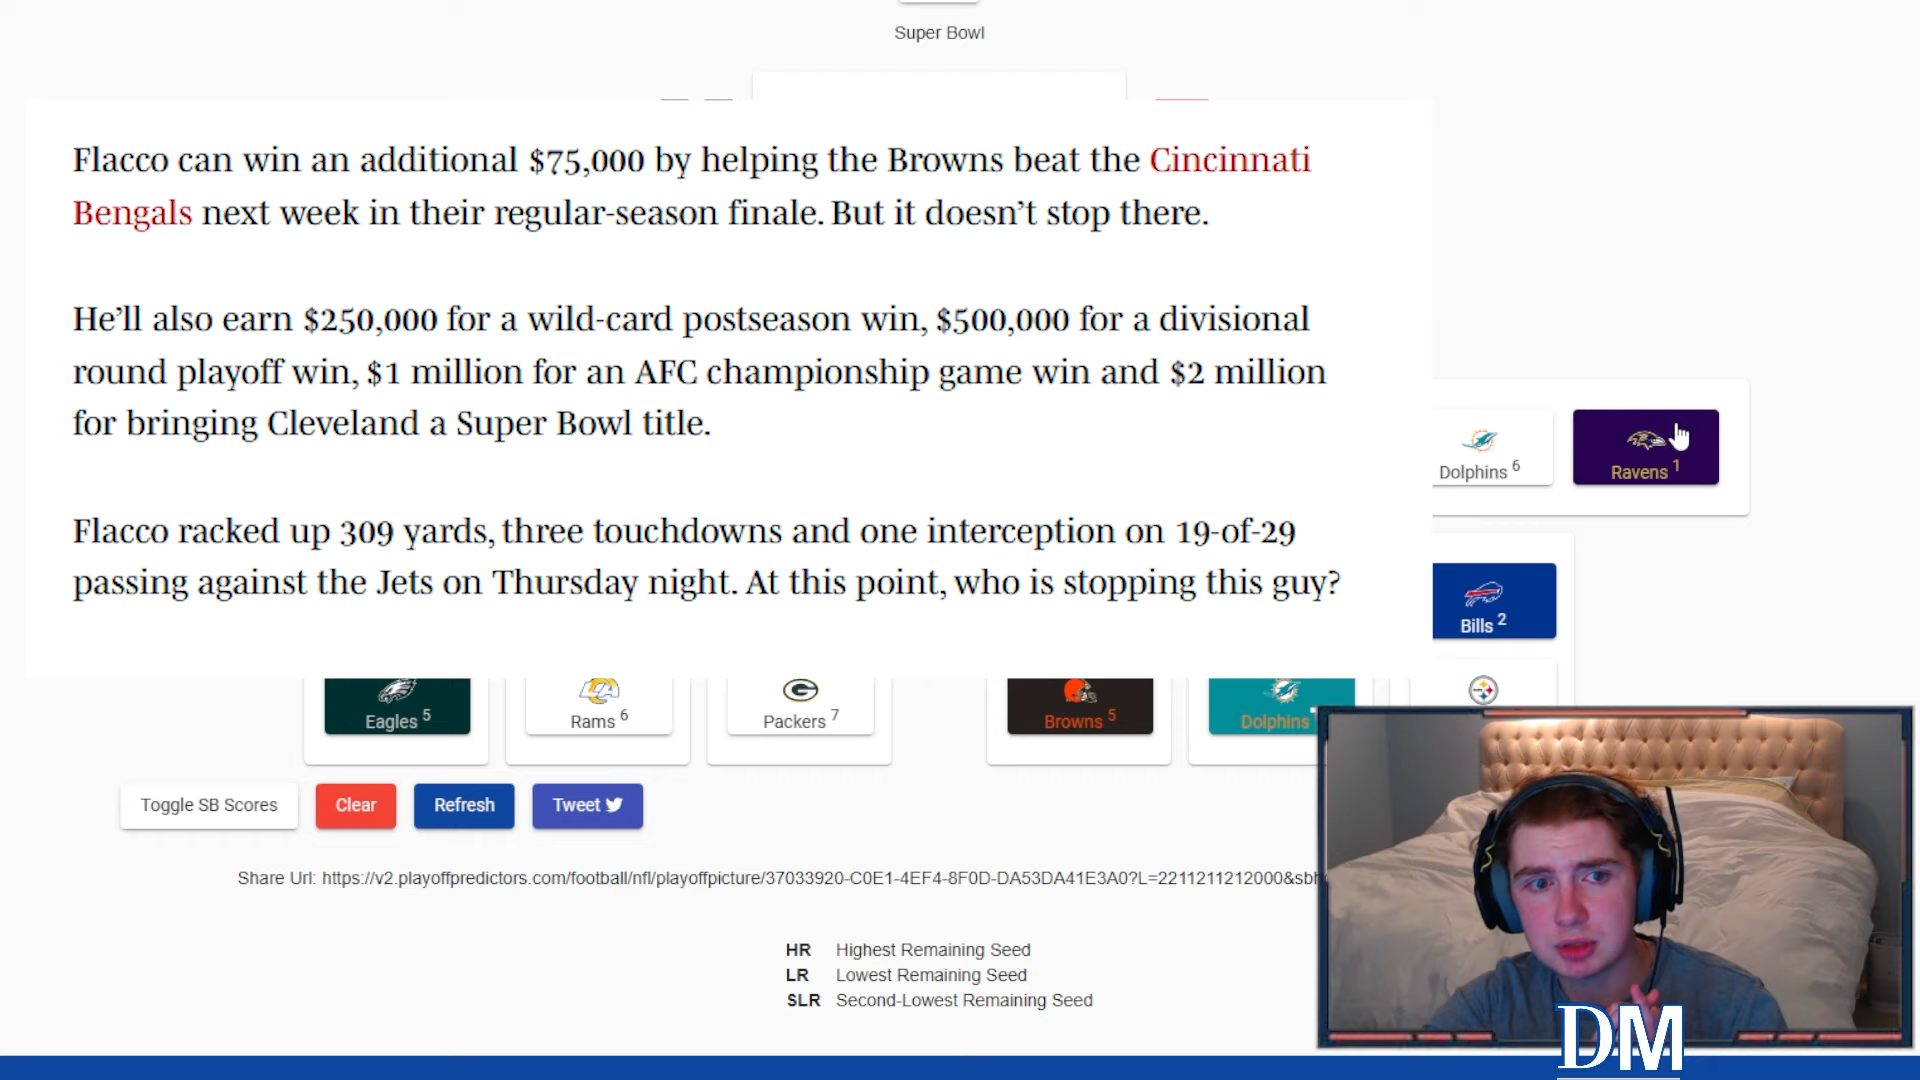 Super Bowl
Flacco can win an additional $75,000 by helping the Browns beat the Cincinnati
Bengals next week in their regular-season finale. But it doesn’t stop there.
He’ll also earn $250,000 for a wild-card postseason win, $500,000 for a divisional
round playoff win, $1 million for an AFC championship game win and $2 million
for bringing Cleveland a Super Bowl title.
Flacco racked up 309 yards, three touchdowns and one interception on 19-of-29
passing against the Jets on Thursday night. At this point, who is stopping this guy?
Dolphins 6
Ravens 1
Bills 2
Eagles 5
Rams 6
Packers 7
Browns 5
Dolphins
Toggle SB Scores
Clear
Refresh
Tweet
Share Url: https://v2.playoffpredictors.com/football/nfl/playoffpicture/37033920-C0E1-4EF4-8F0D-DA53DA41E3A0?L=2211211212000&sbh
HR Highest Remaining Seed
LR Lowest Remaining Seed
SLR Second-Lowest Remaining Seed
DM